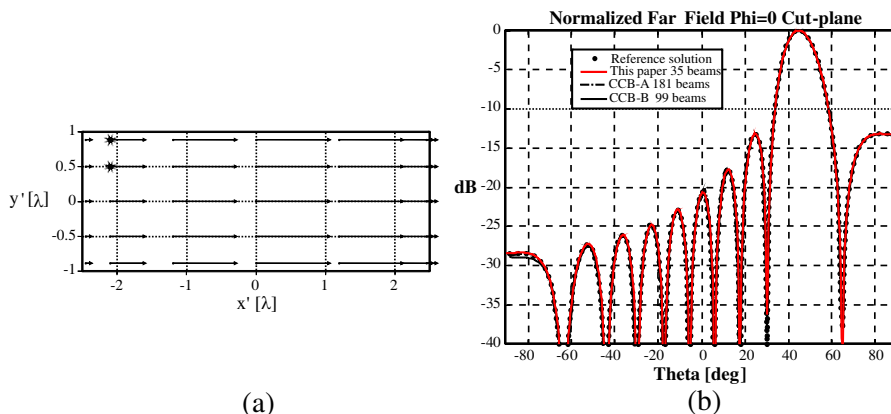 Normalized Far Field Phi=0 Cut-plane
1
0.5
0
-0.5
-1
y' [λ]
-2
-1
0
1
2
x' [λ]
(a)
0
-5
-10
-15
-20
-25
-30
-35
-40
dB
Reference solution
This paper 35 beams
CCB-A 181 beams
CCB-B 99 beams
-80
-60
-40
-20
0
20
40
60
80
Theta [deg]
(b)